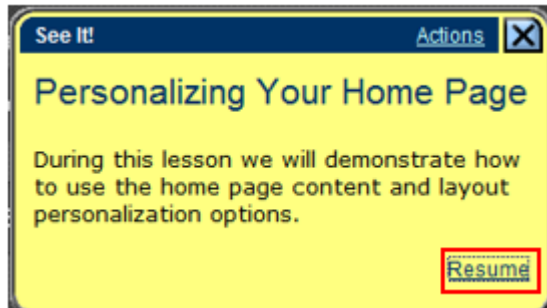 See It! Actions
Personalizing Your Home Page
During this lesson we will demonstrate how
to use the home page content and layout
personalization options.
Resume